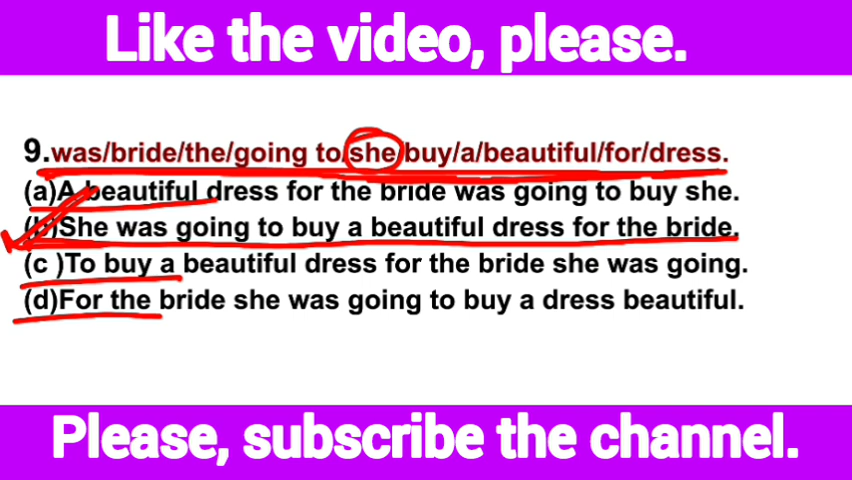 Like the video, please.
9.was/bride/the/going to/she/buy/a/beautiful/for/dress.
(a)A beautiful dress for the bride was going to buy she.
(b)She was going to buy a beautiful dress for the bride.
(c )To buy a beautiful dress for the bride she was going.
(d)For the bride she was going to buy a dress beautiful.
Please, subscribe the channel.